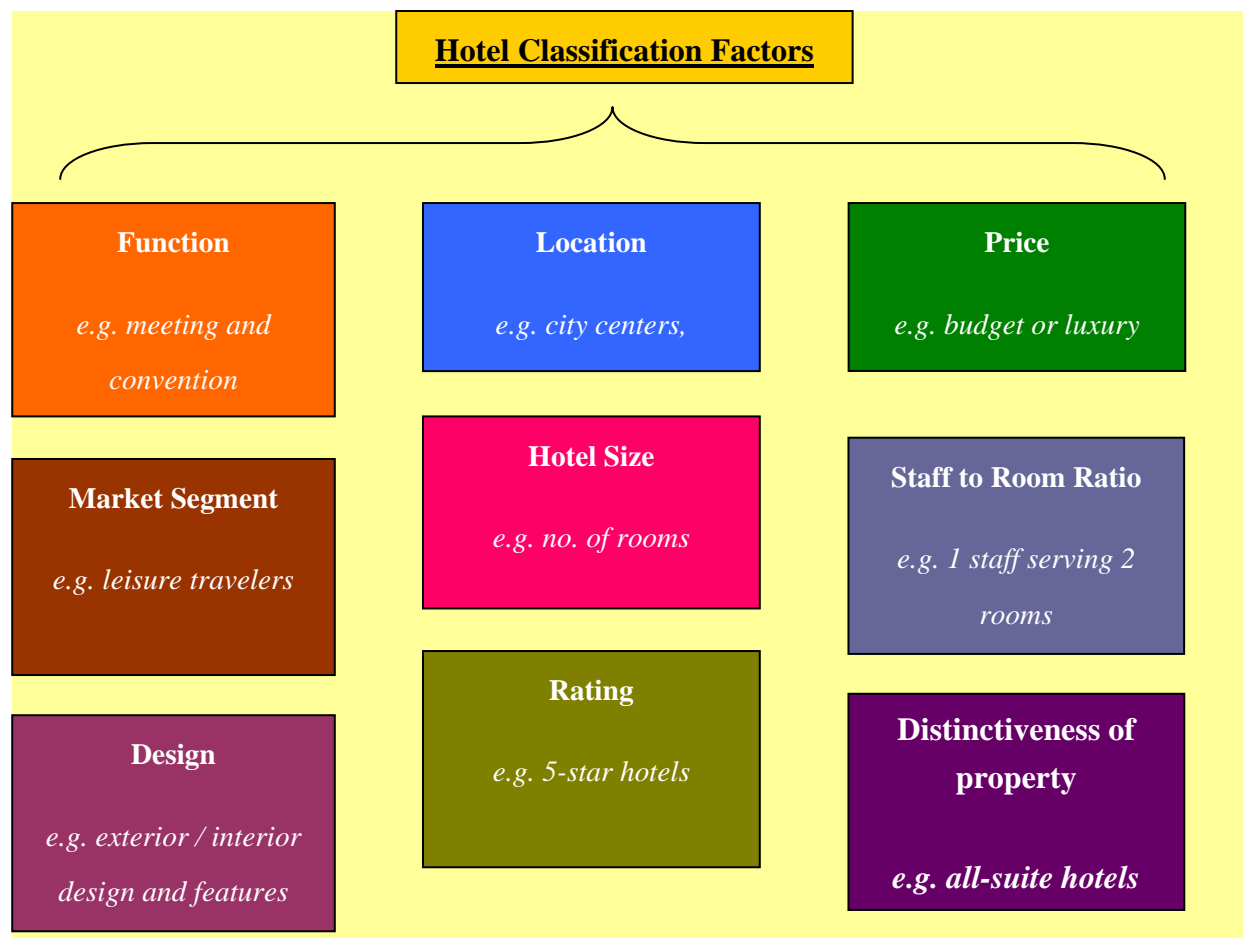 Hotel Classification Factors
Function
e.g. meeting and
convention
Location
e.g. city centers,
Price
e.g. budget or luxury
Market Segment
e.g. leisure travelers
Hotel Size
e.g. no. of rooms
Staff to Room Ratio
e.g. 1 staff serving 2
rooms
Design
e.g. exterior / interior
design and features
Rating
e.g. 5-star hotels
Distinctiveness of
property
e.g. all-suite hotels